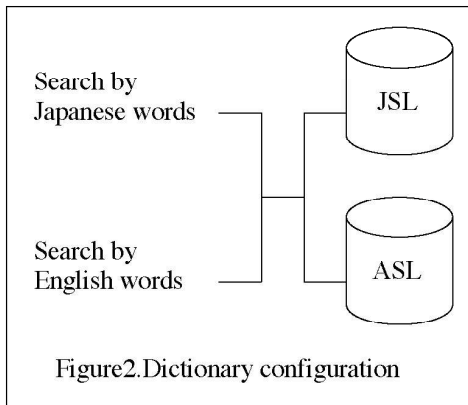 Search by
Japanese words
JSL
Search by
English words
ASL
Figure2.Dictionary configuration